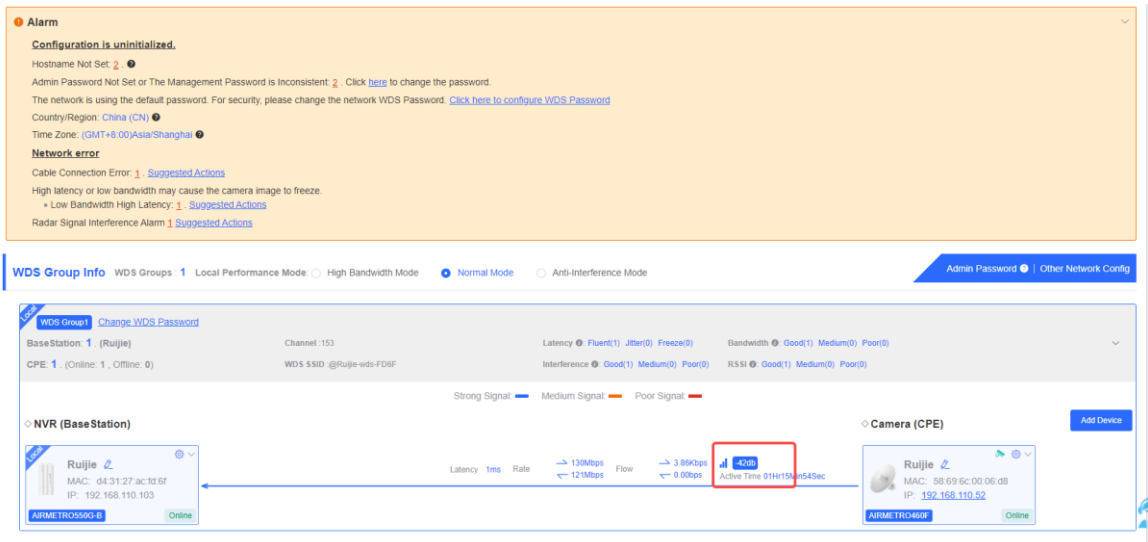 Alarm
Configuration is uninitialized.
Hostname Not Set: 2 .
Admin Password Not Set or The Management Password is Inconsistent: 2 . Click here to change the password.
The network is using the default password. For security, please change the network WDS Password. Click here to configure WDS Password
Country/Region: China (CN)
Time Zone: (GMT+8:00)Asia/Shanghai
Network error
Cable Connection Error: 1 . Suggested Actions
High latency or low bandwidth may cause the camera image to freeze.
Low Bandwidth High Latency: 1 . Suggested Actions
Radar Signal Interference Alarm 1 Suggested Actions
WDS Group Info WDS Groups : 1 Local Performance Mode: High Bandwidth Mode Normal Mode Anti-Interference Mode Admin Password | Other Network Config
Local
WDS Group1 Change WDS Password
BaseStation: 1 . (Ruijie) Channel :153 Latency : Fluent(1) Jitter(0) Freeze(0) Bandwidth : Good(1) Medium(0) Poor(0)
CPE: 1 . (Online: 1 , Offline: 0) WDS SSID :@Ruijie-wds-FD6F Interference : Good(1) Medium(0) Poor(0) RSSI : Good(1) Medium(0) Poor(0)
Strong Signal: Medium Signal: Poor Signal:
NVR (BaseStation) Camera (CPE) Add Device
Local
Ruijie
MAC: d4:31:27:ac:fd:6f
IP: 192.168.110.103
AIRMETRO550G-B Online
Latency 1ms Rate 130Mbps 121Mbps Flow 3.86Kbps 0.00bps -42db
Active Time 01Hr15Min54Sec
Ruijie
MAC: 58:69:6c:00:06:d8
IP: 192.168.110.52
AIRMETRO460F Online